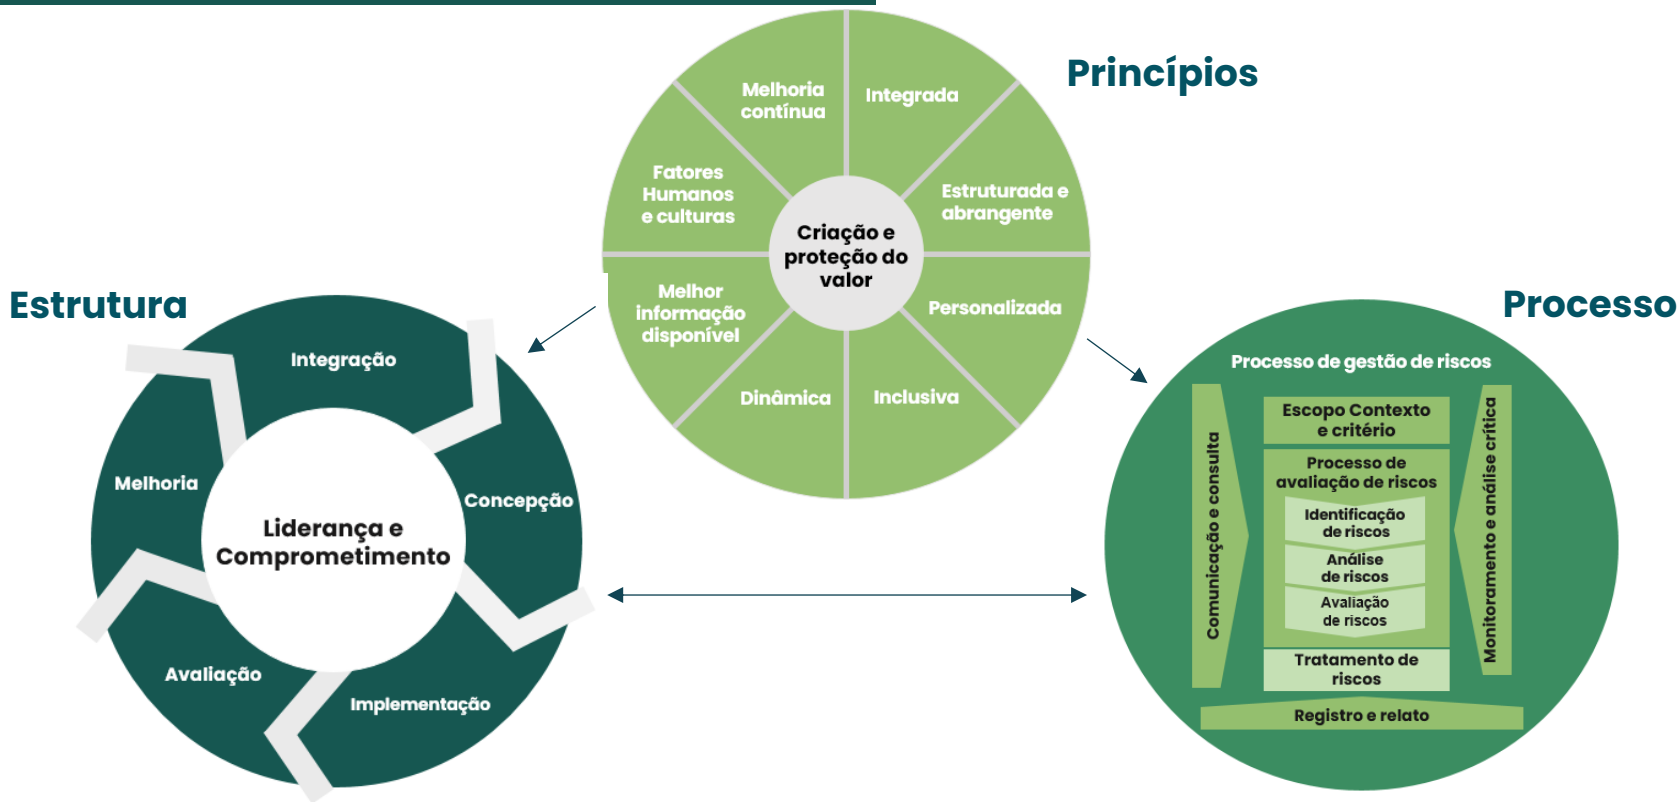 Princípios
Melhoria
contínua
Integrada
Fatores
Humanos
e culturas
Estruturada e
abrangente
Criação e
proteção do
valor
Melhor
informação
disponível
Personalizada
Dinâmica
Inclusiva
Estrutura
Integração
Melhoria
Concepção
Liderança e
Comprometimento
Avaliação
Implementação
Processo
Processo de gestão de riscos
Comunicação e consulta
Escopo Contexto
e critério
Processo de
avaliação de riscos
Identificação
de riscos
Análise
de riscos
Avaliação
de riscos
Tratamento de
riscos
Monitoramento e análise crítica
Registro e relato